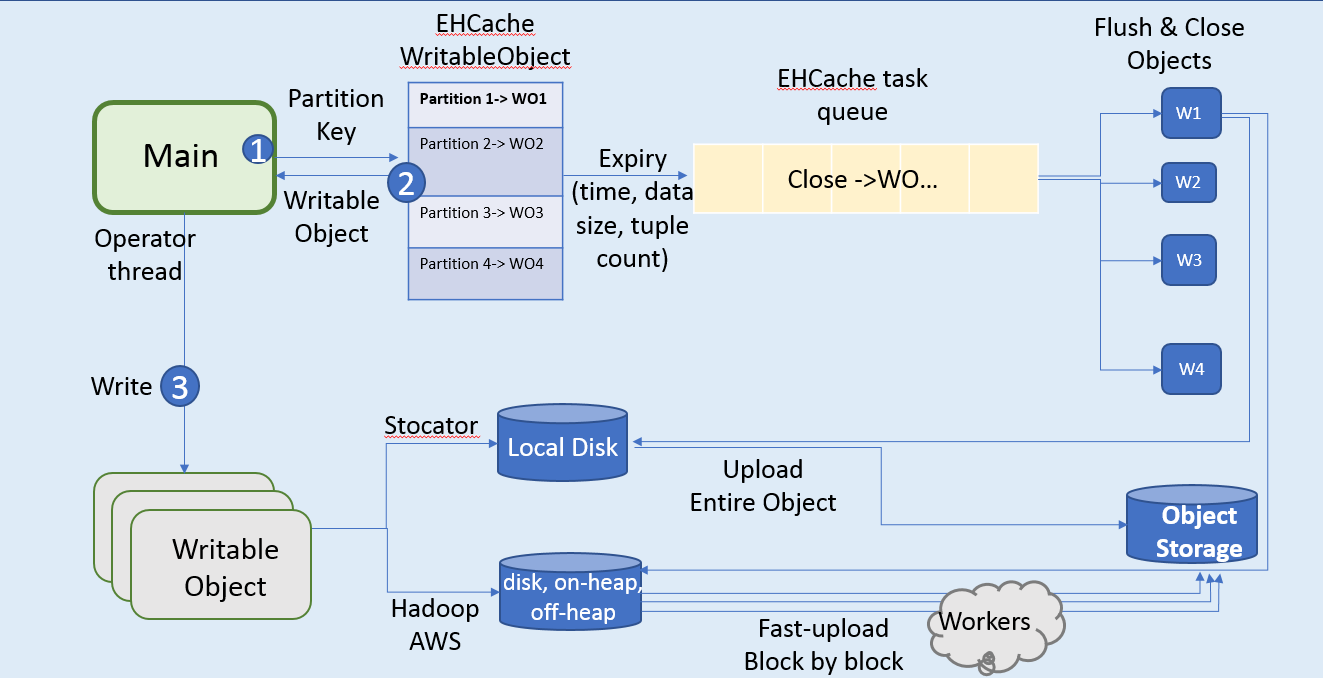 EHCache
WritableObject
Flush & Close
Objects
EHCache task
queue
Main
1
Partition
Key
2
Writable
Object
Partition 1-> WO1
Partition 2-> WO2
Partition 3-> WO3
Partition 4-> WO4
Expiry
(time, data
size, tuple
count)
Close ->WO...
W1
W2
W3
W4
Operator
thread
Write
3
Writable
Object
Stocator
Local Disk
Upload
Entire Object
Object
Storage
Hadoop
AWS
disk, on-heap,
off-heap
Fast-upload
Block by block
Workers